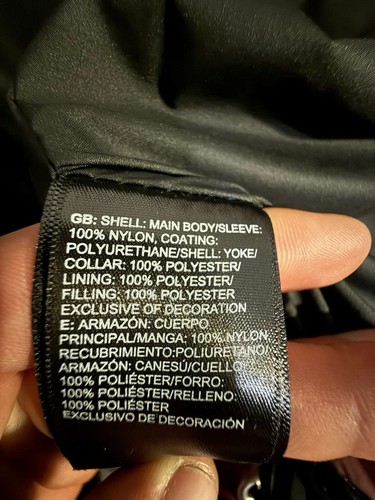 GB: SHELL: MAIN BODY/SLEEVE:
100% NYLON, COATING:
POLYURETHANE/SHELL: YOKE/
COLLAR: 100% POLYESTER/
LINING: 100% POLYESTER/
FILLING: 100% POLYESTER
EXCLUSIVE OF DECORATION
E: ARMAZÓN: CUERPO
PRINCIPAL/MANGA: 100% NYLON,
RECUBRIMIENTO:POLIURETANO/
ARMAZÓN: CANESÚ/CUELLO:
100% POLIÉSTER/FORRO:
100% POLIÉSTER/RELLENO:
100% POLIÉSTER
EXCLUSIVO DE DECORACIÓN